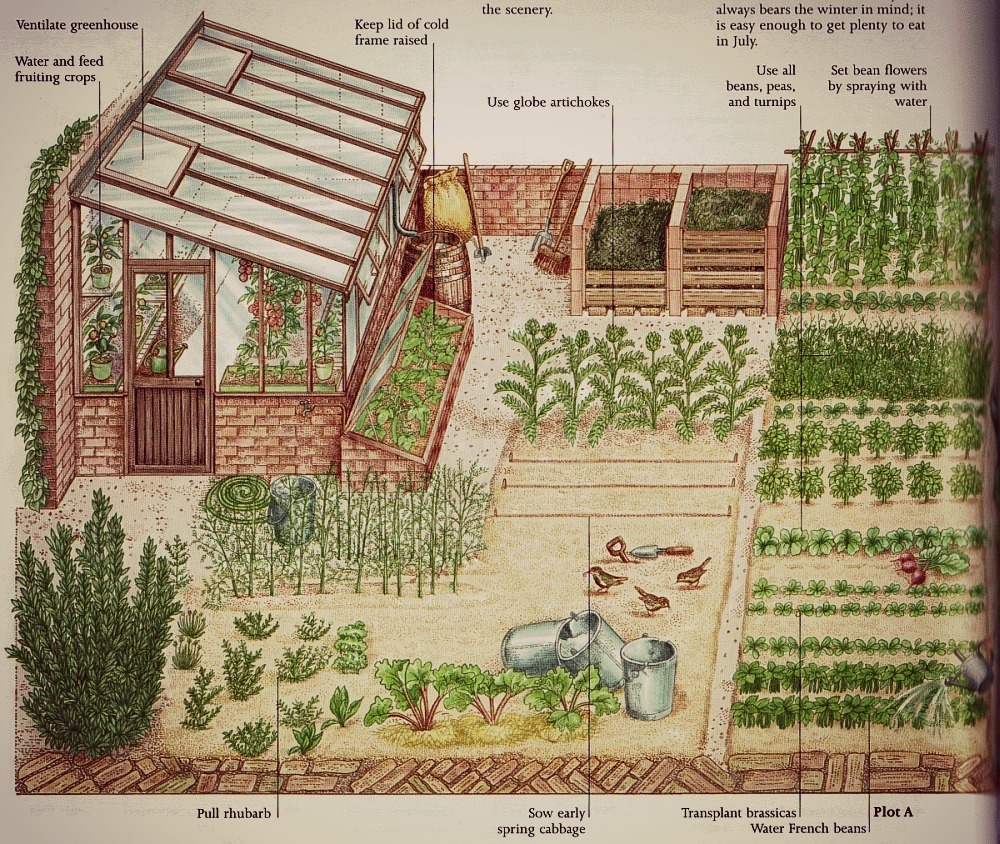 the scenery.
always bears the winter in mind; it
is easy enough to get plenty to eat
in July.
Ventilate greenhouse
Keep lid of cold
frame raised
Water and feed
fruiting crops
Use globe artichokes
Use all
beans, peas,
and turnips
Set bean flowers
by spraying with
water
Pull rhubarb
Sow early
spring cabbage
Transplant brassicas
Water French beans
Plot A